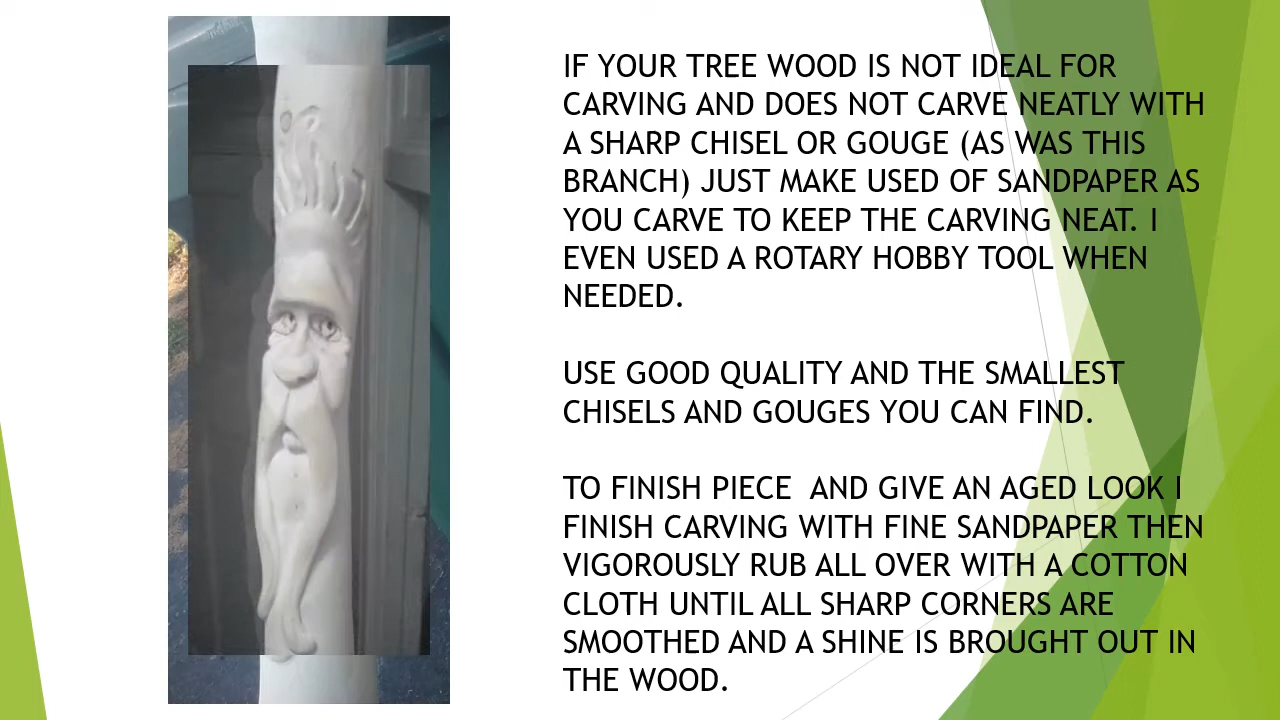 IF YOUR TREE WOOD IS NOT IDEAL FOR
CARVING AND DOES NOT CARVE NEATLY WITH
A SHARP CHISEL OR GOUGE (AS WAS THIS
BRANCH) JUST MAKE USED OF SANDPAPER AS
YOU CARVE TO KEEP THE CARVING NEAT. I
EVEN USED A ROTARY HOBBY TOOL WHEN
NEEDED.
USE GOOD QUALITY AND THE SMALLEST
CHISELS AND GOUGES YOU CAN FIND.
TO FINISH PIECE  AND GIVE AN AGED LOOK I
FINISH CARVING WITH FINE SANDPAPER THEN
VIGOROUSLY RUB ALL OVER WITH A COTTON
CLOTH UNTIL ALL SHARP CORNERS ARE
SMOOTHED AND A SHINE IS BROUGHT OUT IN
THE WOOD.